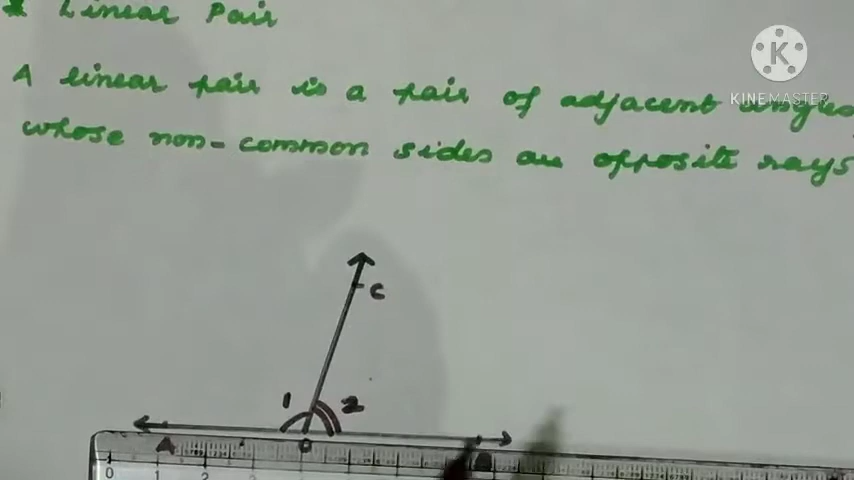 * Linear Pair
A linear pair is a pair of adjacent angles
whose non-common sides are opposite rays
K
KINEMASTER
C
1 2
A O
0 1 2